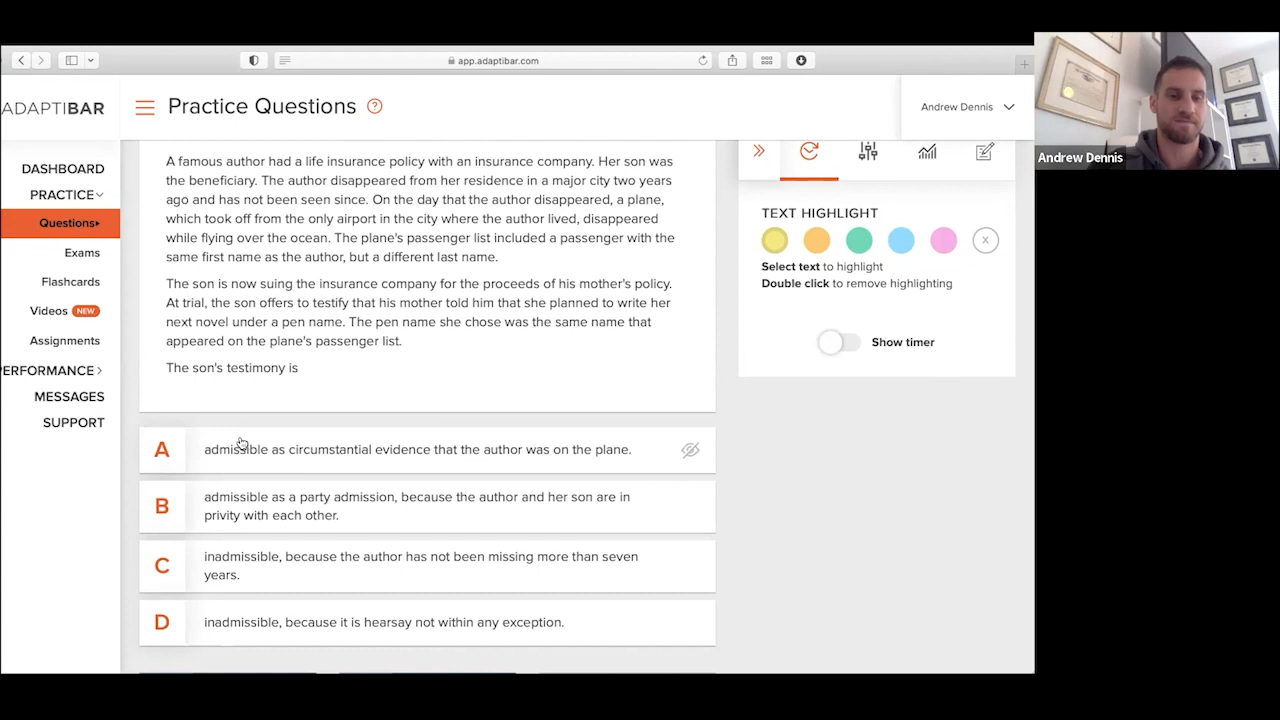 app.adaptibar.com
ADAPTIBAR
Practice Questions ?
Andrew Dennis
DASHBOARD
PRACTICE
Questions
Exams
Flashcards
Videos NEW
Assignments
PERFORMANCE
MESSAGES
SUPPORT
A famous author had a life insurance policy with an insurance company. Her son was
the beneficiary. The author disappeared from her residence in a major city two years
ago and has not been seen since. On the day that the author disappeared, a plane,
which took off from the only airport in the city where the author lived, disappeared
while flying over the ocean. The plane's passenger list included a passenger with the
same first name as the author, but a different last name.
The son is now suing the insurance company for the proceeds of his mother's policy.
At trial, the son offers to testify that his mother told him that she planned to write her
next novel under a pen name. The pen name she chose was the same name that
appeared on the plane's passenger list.
The son's testimony is
A admissible as circumstantial evidence that the author was on the plane.
B admissible as a party admission, because the author and her son are in
privity with each other.
C inadmissible, because the author has not been missing more than seven
years.
D inadmissible, because it is hearsay not within any exception.
TEXT HIGHLIGHT
X
Select text to highlight
Double click to remove highlighting
Show timer
Andrew Dennis